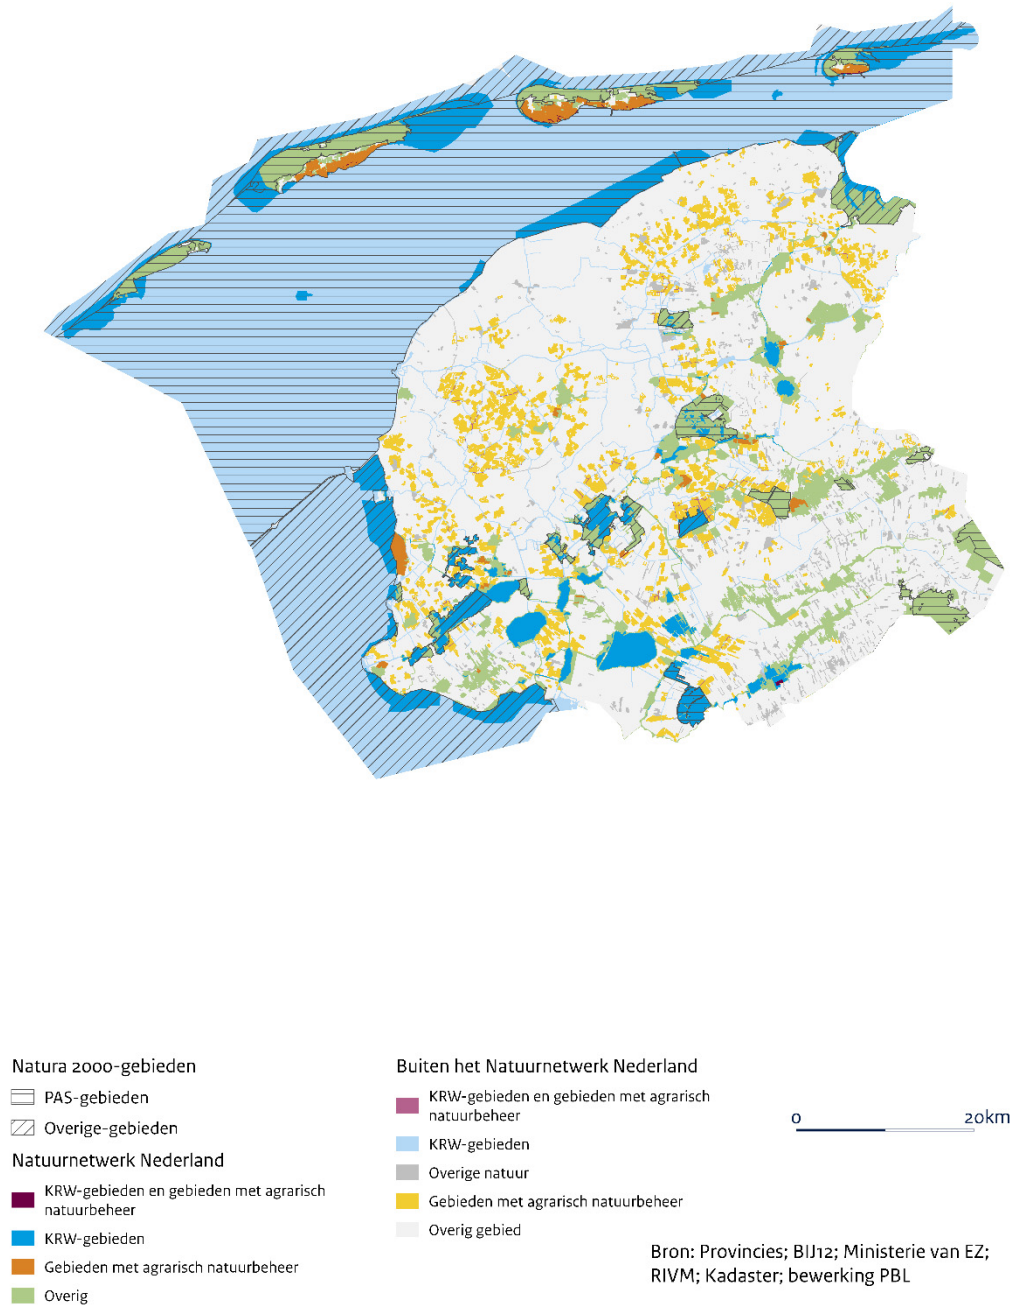 Natura 2000-gebieden
PAS-gebieden
Overige-gebieden
Natuurnetwerk Nederland
KRW-gebieden en gebieden met agrarisch
natuurbeheer
KRW-gebieden
Gebieden met agrarisch natuurbeheer
Overig
Buiten het Natuurnetwerk Nederland
KRW-gebieden en gebieden met agrarisch
natuurbeheer
KRW-gebieden
Overige natuur
Gebieden met agrarisch natuurbeheer
Overig gebied
0 20km
Bron: Provincies; BIJ12; Ministerie van EZ;
RIVM; Kadaster; bewerking PBL